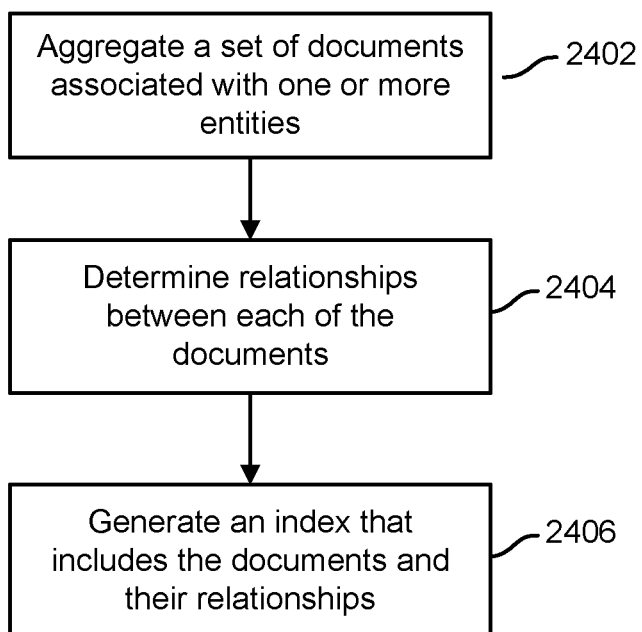 Aggregate a set of documents
associated with one or more
entities
2402
Determine relationships
between each of the
documents
2404
Generate an index that
includes the documents and
their relationships
2406